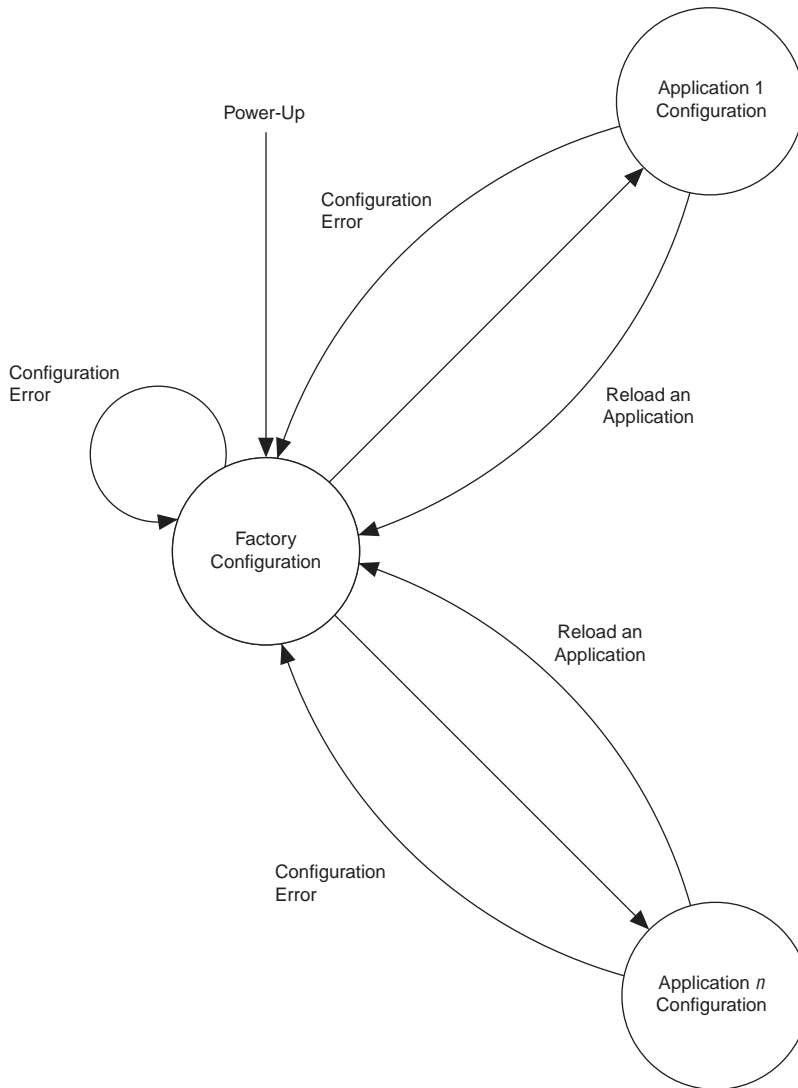 Application 1
Configuration
Power-Up
Configuration
Error
Configuration
Error
Reload an
Application
Factory
Configuration
Reload an
Application
Configuration
Error
Application n
Configuration